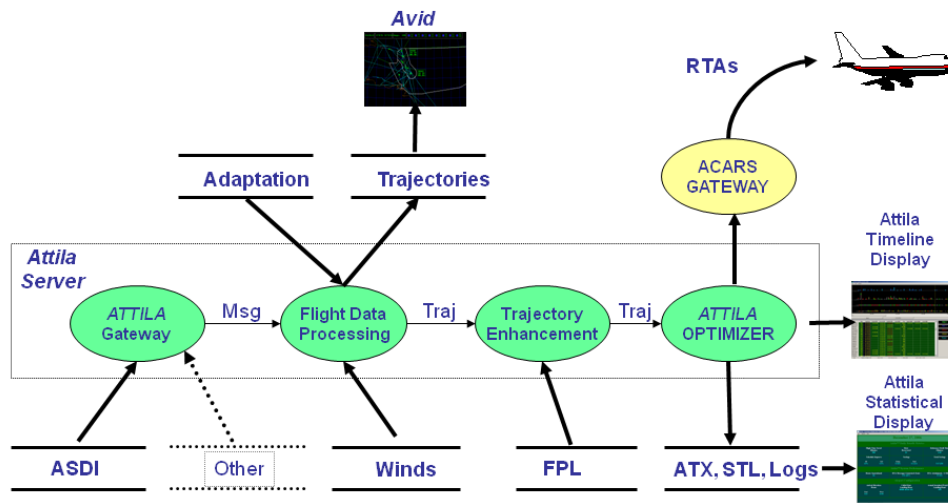 Avid
RTAs
Adaptation
Trajectories
ACARS
GATEWAY
Attila
Timeline
Display
Attila
Server
ATTILA
Gateway
Msg
Flight Data
Processing
Traj
Trajectory
Enhancement
Traj
ATTILA
OPTIMIZER
Attila
Statistical
Display
ASDI
Other
Winds
FPL
ATX, STL, Logs